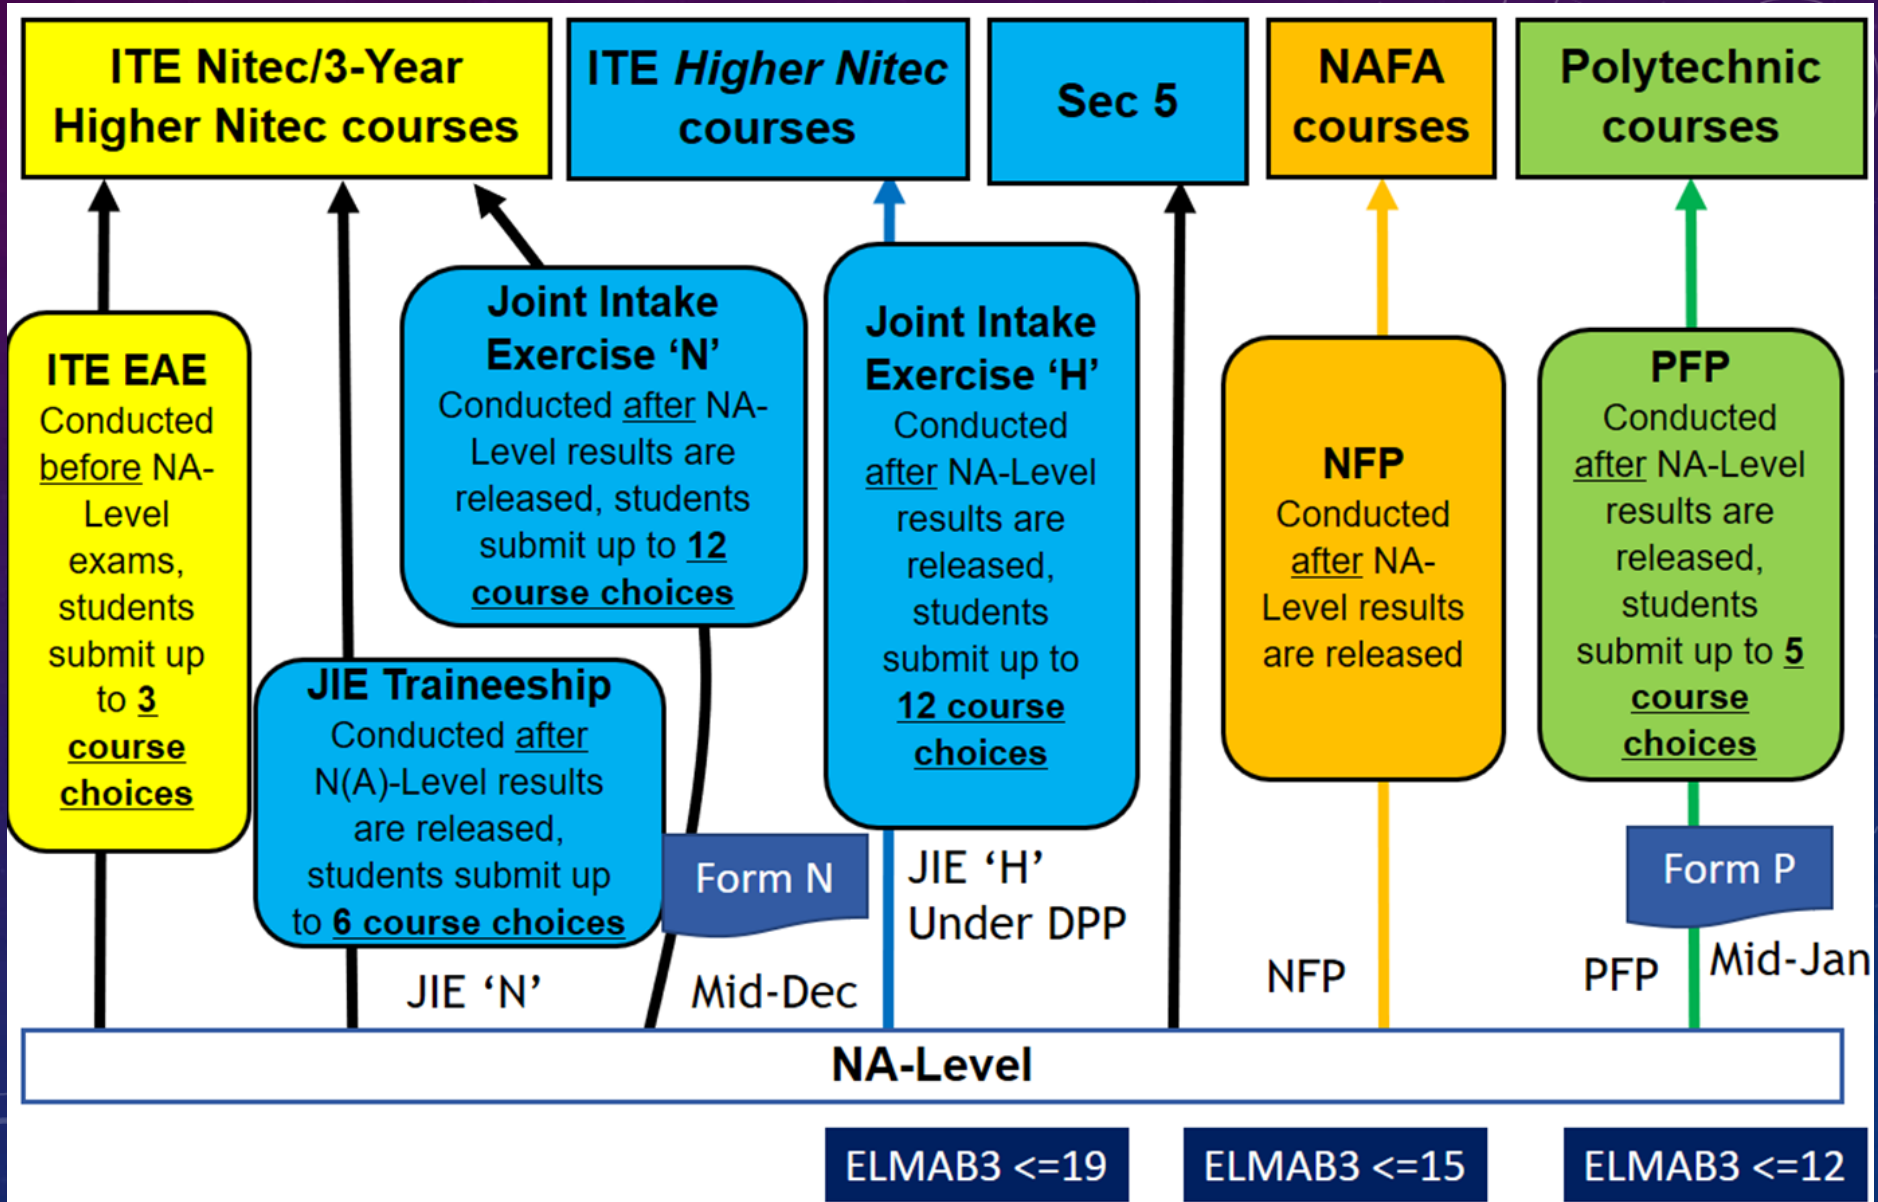 ITE Nitec/3-Year
Higher Nitec courses
ITE Higher Nitec
courses
Sec 5
NAFA
courses
Polytechnic
courses
ITE EAE
Conducted
before NA-
Level
exams,
students
submit up
to 3
course
choices
JIE Traineeship
Conducted after
N(A)-Level results
are released,
students submit up
to 6 course choices
Joint Intake
Exercise ‘N’
Conducted after NA-
Level results are
released, students
submit up to 12
course choices
Joint Intake
Exercise ‘H’
Conducted
after NA-Level
results are
released,
students
submit up to
12 course
choices
NFP
Conducted
after NA-
Level results
are released
PFP
Conducted
after NA-Level
results are
released,
students
submit up to 5
course
choices
Form N
JIE ‘H’
Under DPP
Form P
JIE ‘N’
Mid-Dec
NFP
PFP
Mid-Jan
NA-Level
ELMAB3 <=19
ELMAB3 <=15
ELMAB3 <=12